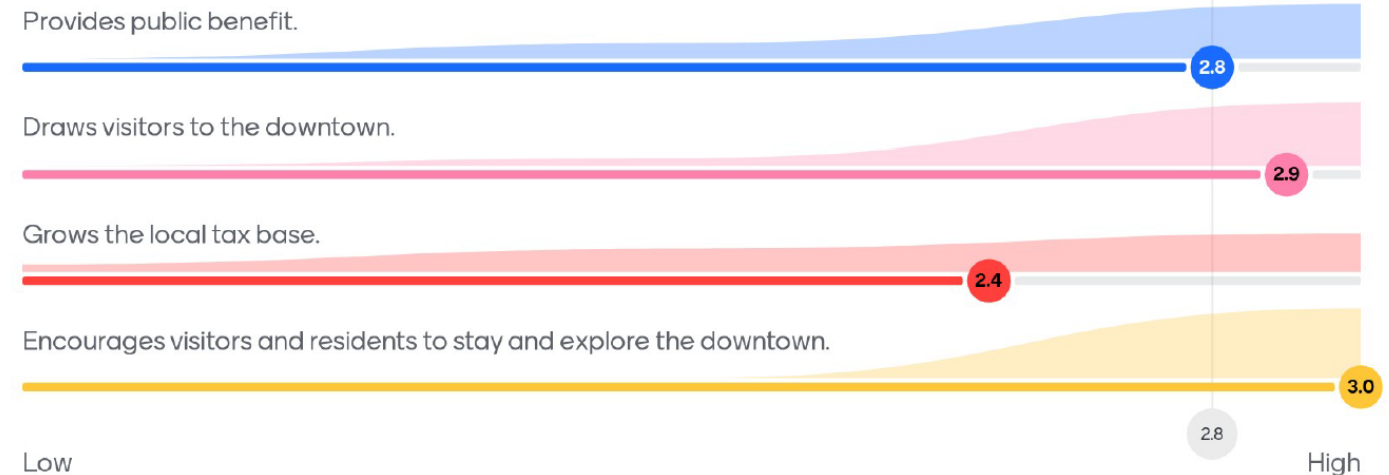 Provides public benefit.
2.8
Draws visitors to the downtown.
2.9
Grows the local tax base.
2.4
Encourages visitors and residents to stay and explore the downtown.
3.0
2.8
Low High